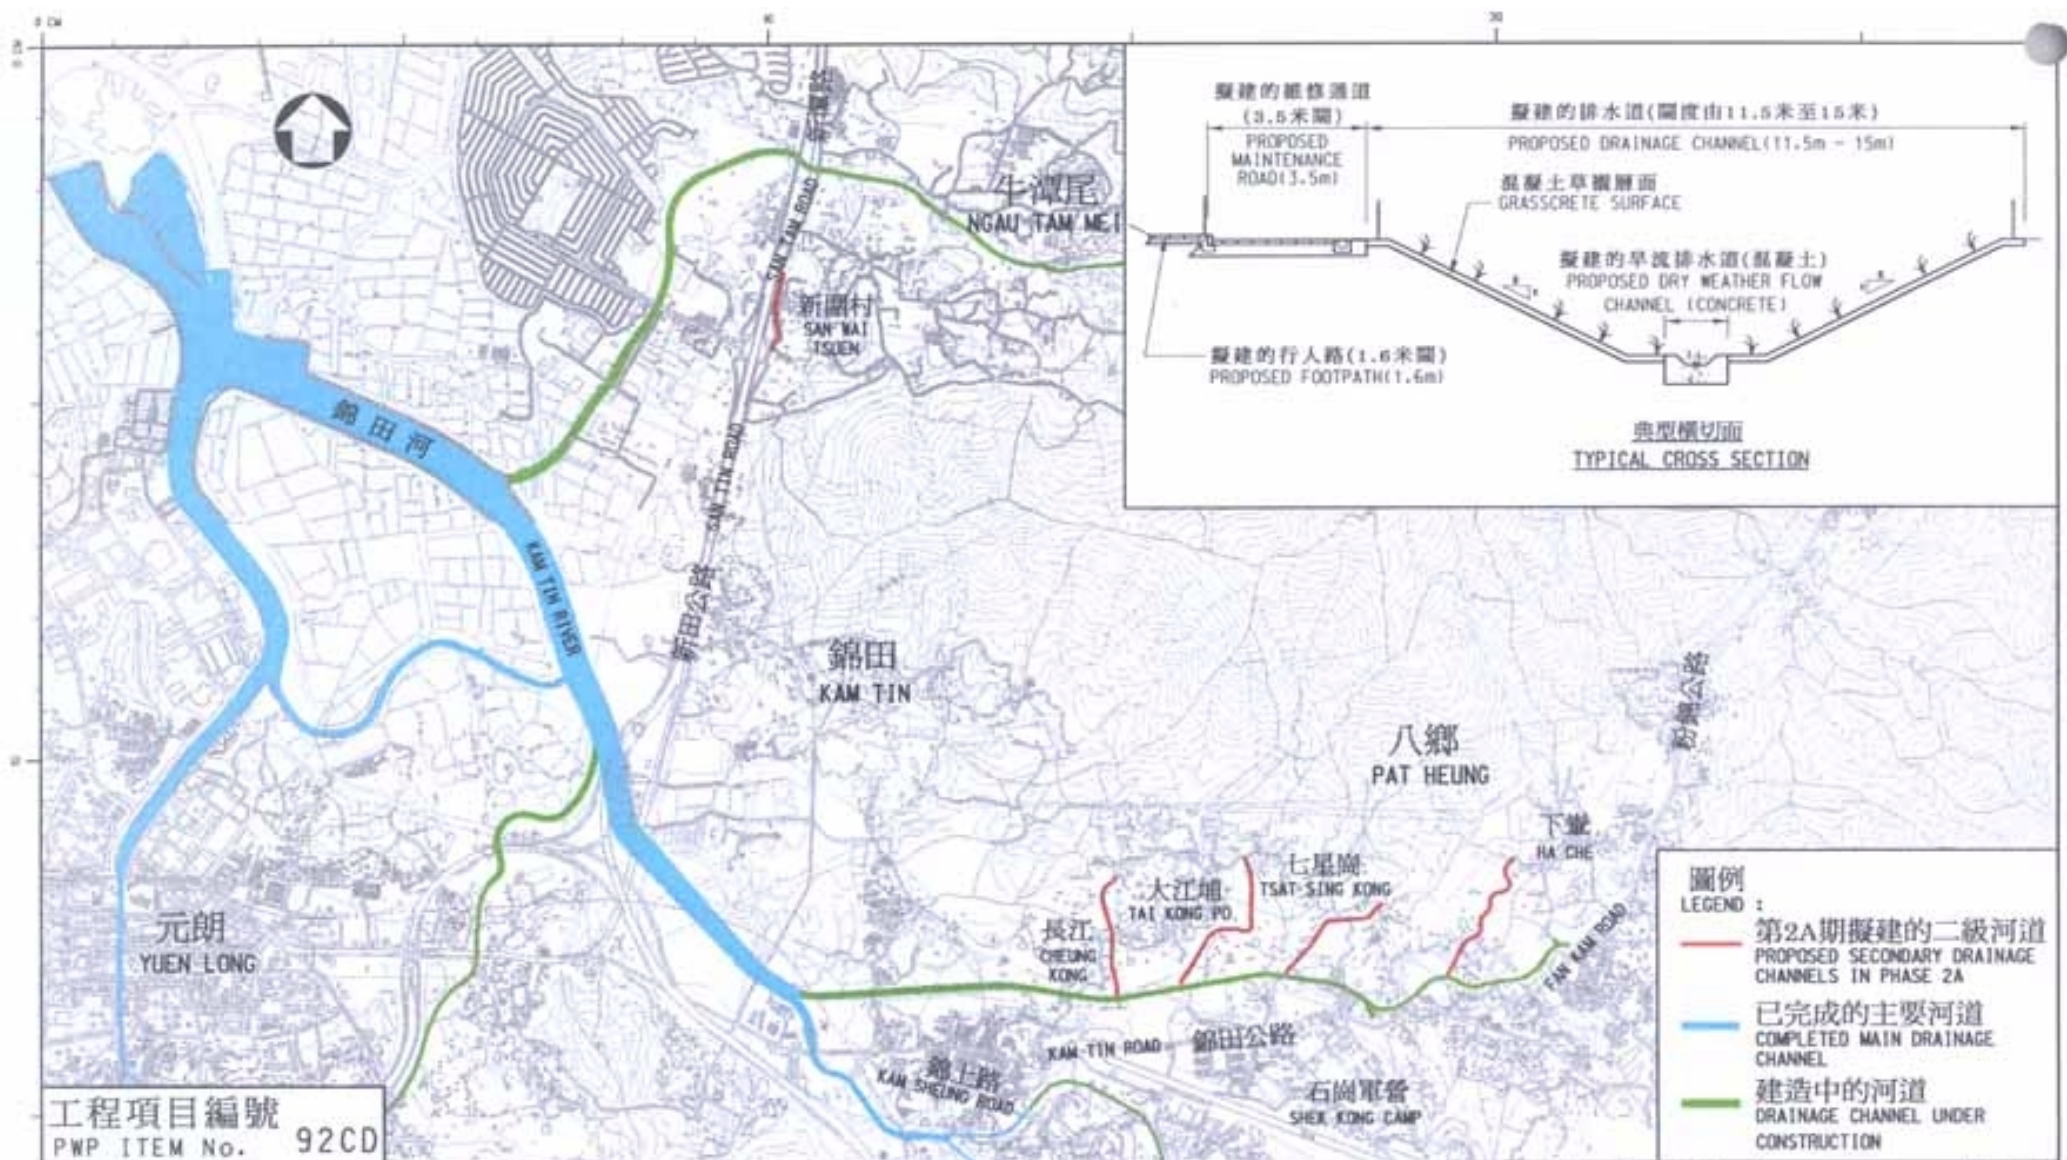 0 CM
10
擬建的維修通道
(3.5米闊)
PROPOSED
MAINTENANCE
ROAD(3.5m)
擬建的排水道(闊度由11.5米至15米)
PROPOSED DRAINAGE CHANNEL(11.5m - 15m)
混凝土草櫬層面
GRASSCRETE SURFACE
擬建的旱流排水道(混凝土)
PROPOSED DRY WEATHER FLOW
CHANNEL (CONCRETE)
擬建的行人路(1.6米闊)
PROPOSED FOOTPATH(1.6m)
典型橫切面
TYPICAL CROSS SECTION
新潭路
SAN TAM ROAD
牛潭尾
NGAU TAM MEI
新圍村
SAN WAI
TSUEN
錦田河
KAM TIN RIVER
SAN TIN ROAD
新田公路
錦田
KAM TIN
粉錦公路
八鄉
PAT HEUNG
下輋
HA CHE
七星崗
TSAT SING KONG
大江埔
TAI KONG PO
長江
CHEUNG
KONG
FAN KAM ROAD
元朗
YUEN LONG
KAM TIN ROAD
錦田公路
錦上路
KAM SHEUNG ROAD
石崗軍營
SHEK KONG CAMP
圖例
LEGEND :
第2A期擬建的二級河道
PROPOSED SECONDARY DRAINAGE
CHANNELS IN PHASE 2A
已完成的主要河道
COMPLETED MAIN DRAINAGE
CHANNEL
建造中的河道
DRAINAGE CHANNEL UNDER
CONSTRUCTION
工程項目編號
PWP ITEM No. 92CD